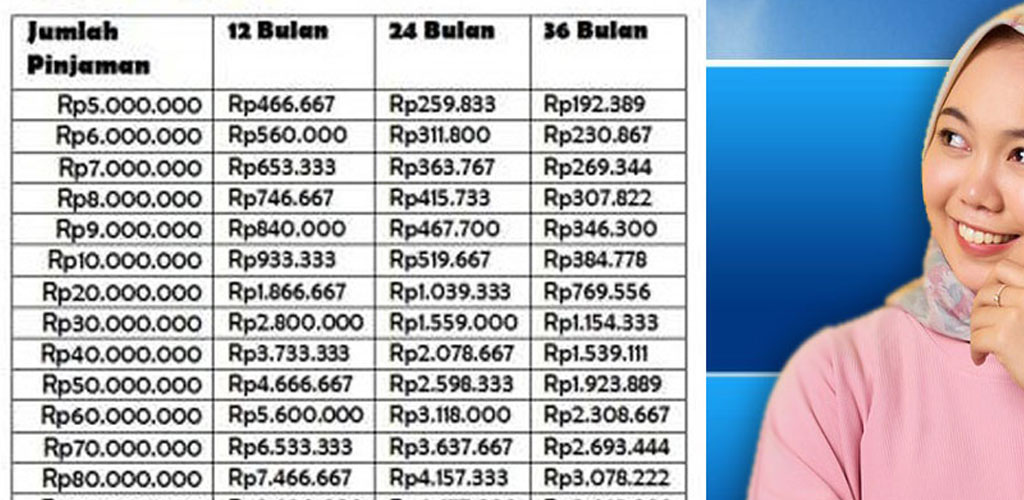 Jumlah Pinjaman 12 Bulan 24 Bulan 36 Bulan
Rp5.000.000 Rp466.667 Rp259.833 Rp192.389
Rp6.000.000 Rp560.000 Rp311.800 Rp230.867
Rp7.000.000 Rp653.333 Rp363.767 Rp269.344
Rp8.000.000 Rp746.667 Rp415.733 Rp307.822
Rp9.000.000 Rp840.000 Rp467.700 Rp346.300
Rp10.000.000 Rp933.333 Rp519.667 Rp384.778
Rp20.000.000 Rp1.866.667 Rp1.039.333 Rp769.556
Rp30.000.000 Rp2.800.000 Rp1.559.000 Rp1.154.333
Rp40.000.000 Rp3.733.333 Rp2.078.667 Rp1.539.111
Rp50.000.000 Rp4.666.667 Rp2.598.333 Rp1.923.889
Rp60.000.000 Rp5.600.000 Rp3.118.000 Rp2.308.667
Rp70.000.000 Rp6.533.333 Rp3.637.667 Rp2.693.444
Rp80.000.000 Rp7.466.667 Rp4.157.333 Rp3.078.222